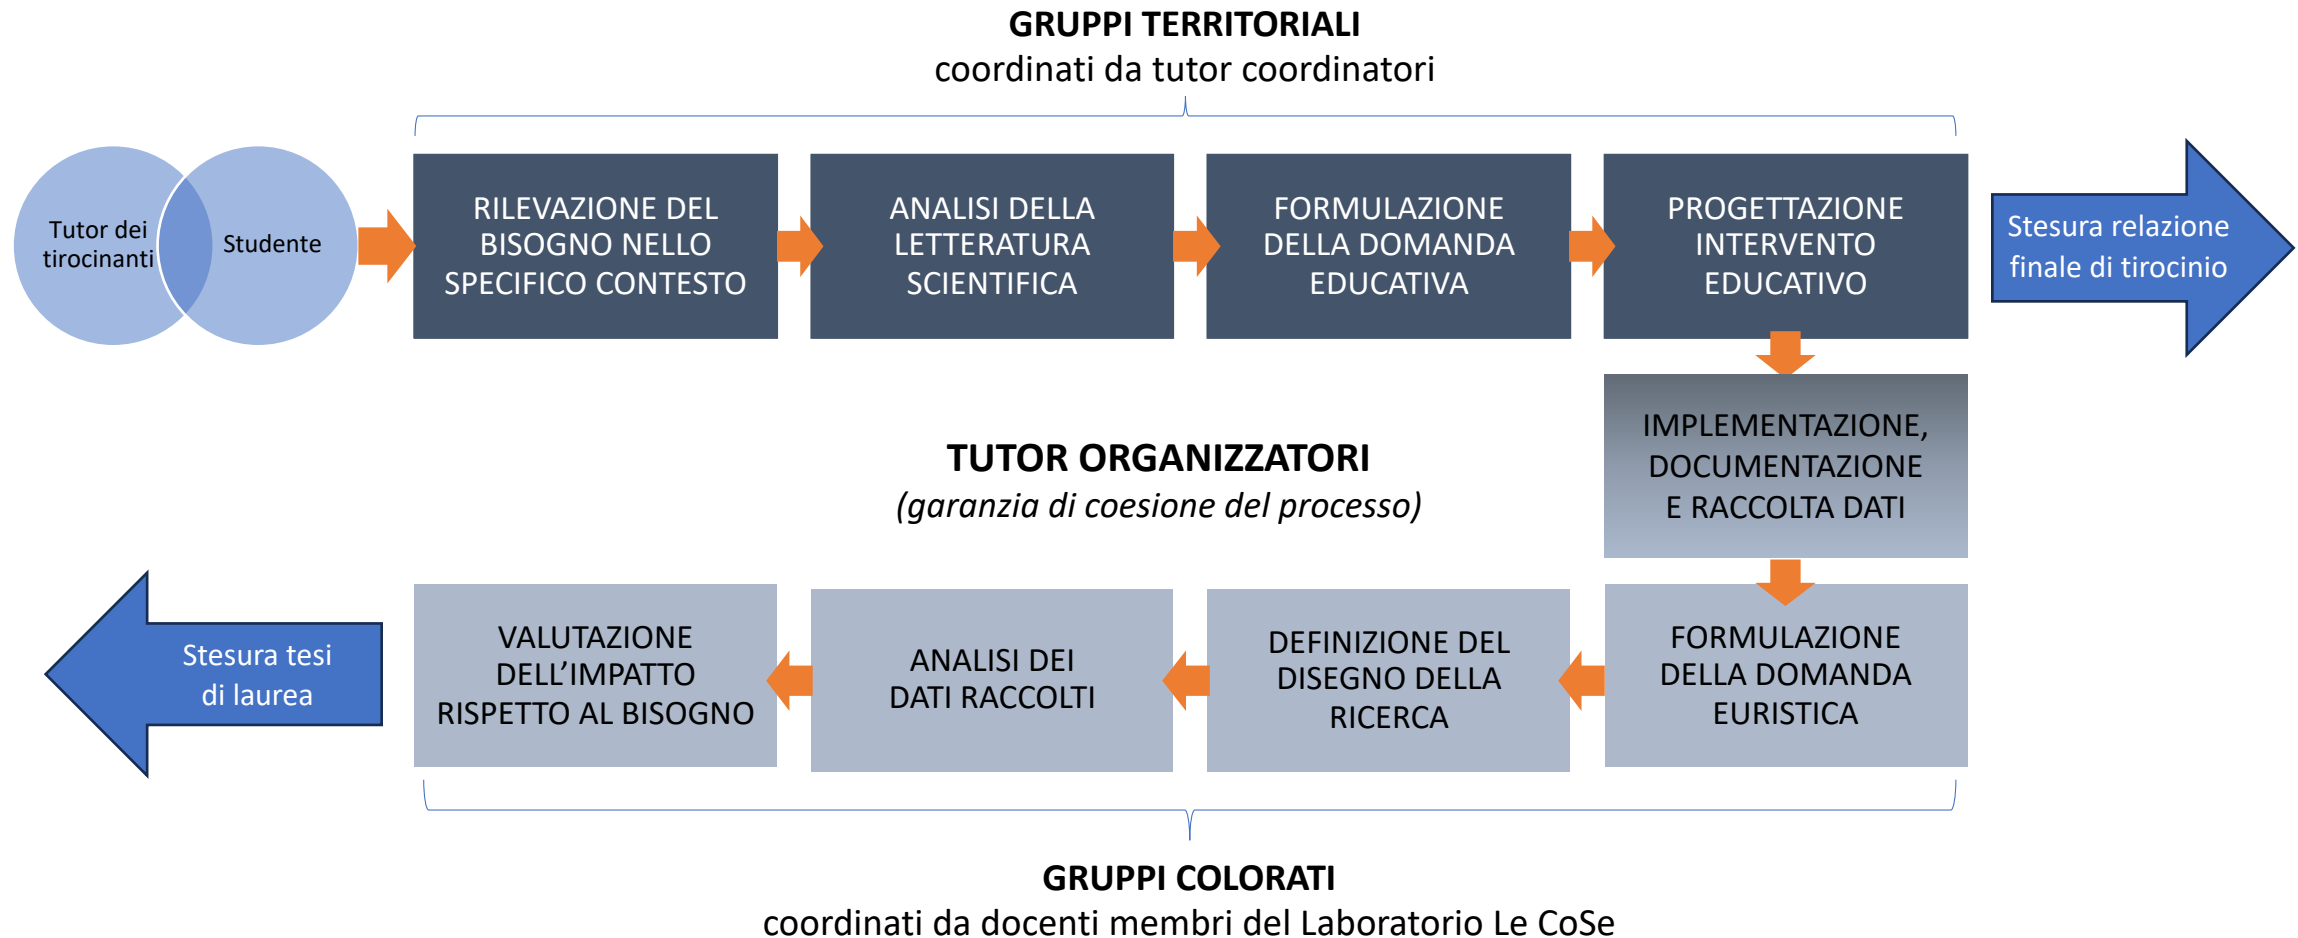 GRUPPI TERRITORIALI
coordinati da tutor coordinatori
Tutor dei
tirocinanti
Studente
RILEVAZIONE DEL
BISOGNO NELLO
SPECIFICO CONTESTO
ANALISI DELLA
LETTERATURA
SCIENTIFICA
FORMULAZIONE
DELLA DOMANDA
EDUCATIVA
PROGETTAZIONE
INTERVENTO
EDUCATIVO
Stesura relazione
finale di tirocinio
IMPLEMENTAZIONE,
DOCUMENTAZIONE
E RACCOLTA DATI
TUTOR ORGANIZZATORI
(garanzia di coesione del processo)
FORMULAZIONE
DELLA DOMANDA
EURISTICA
DEFINIZIONE DEL
DISEGNO DELLA
RICERCA
ANALISI DEI
DATI RACCOLTI
VALUTAZIONE
DELL’IMPATTO
RISPETTO AL BISOGNO
Stesura tesi
di laurea
GRUPPI COLORATI
coordinati da docenti membri del Laboratorio Le CoSe